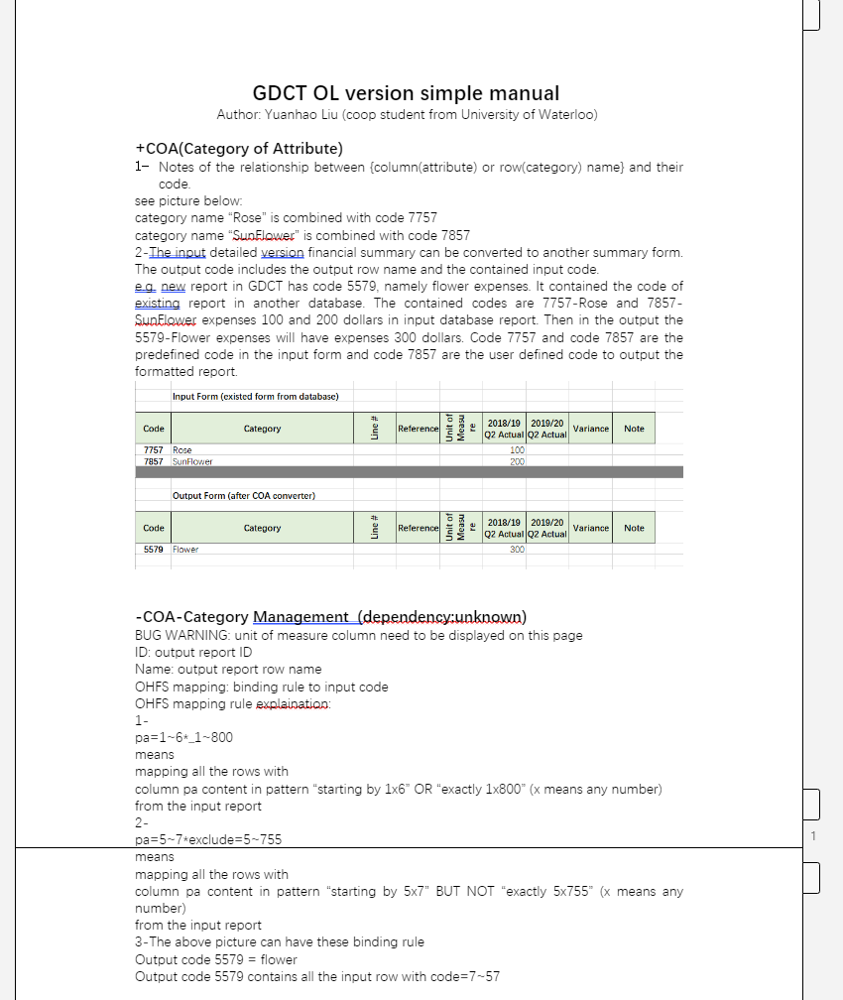 GDCT OL version simple manual
Author: Yuanhao Liu (coop student from University of Waterloo)
+COA(Category of Attribute)
1- Notes of the relationship between {column(attribute) or row(category) name} and their
code.
see picture below:
category name “Rose” is combined with code 7757
category name “SunFlower” is combined with code 7857
2-The input detailed version financial summary can be converted to another summary form.
The output code includes the output row name and the contained input code.
e.g. new report in GDCT has code 5579, namely flower expenses. It contained the code of
existing report in another database. The contained codes are 7757-Rose and 7857-
SunFlower expenses 100 and 200 dollars in input database report. Then in the output the
5579-Flower expenses will have expenses 300 dollars. Code 7757 and code 7857 are the
predefined code in the input form and code 7857 are the user defined code to output the
formatted report.
Input Form (existed form from database)
Code Category Line # Reference Unit of Measu re 2018/19 Q2 Actual 2019/20 Q2 Actual Variance Note
7757 Rose 100
7857 SunFlower 200
Output Form (after COA converter)
Code Category Line # Reference Unit of Measu re 2018/19 Q2 Actual 2019/20 Q2 Actual Variance Note
5579 Flower 300
-COA-Category Management (dependency:unknown)
BUG WARNING: unit of measure column need to be displayed on this page
ID: output report ID
Name: output report row name
OHFS mapping: binding rule to input code
OHFS mapping rule explaination:
1-
pa=1~6*_1~800
means
mapping all the rows with
column pa content in pattern “starting by 1x6” OR “exactly 1x800” (x means any number)
from the input report
2-
pa=5~7*exclude=5~755
1
means
mapping all the rows with
column pa content in pattern “starting by 5x7” BUT NOT “exactly 5x755” (x means any
number)
from the input report
3-The above picture can have these binding rule
Output code 5579 = flower
Output code 5579 contains all the input row with code=7~57